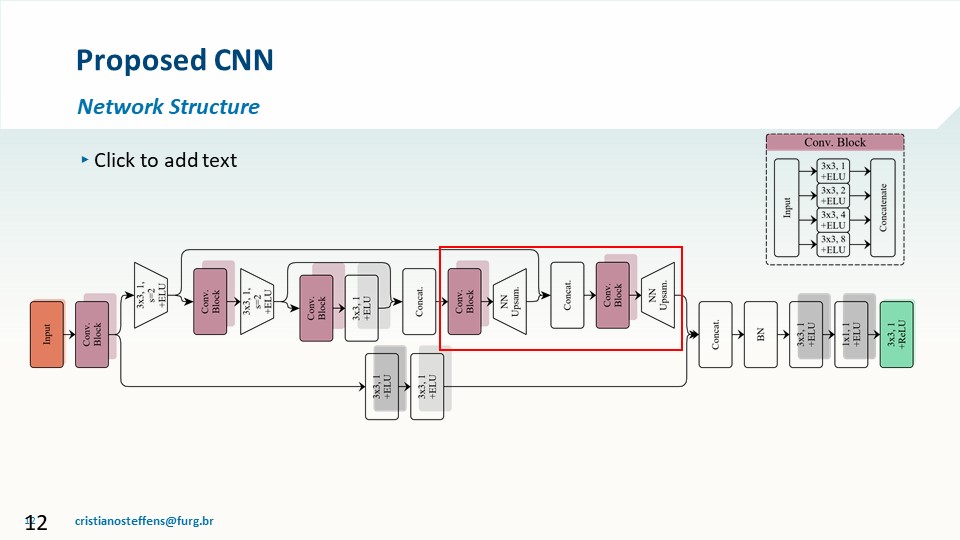 Proposed CNN
Network Structure
▸ Click to add text
Conv. Block
Input
3x3, 1
+ELU
3x3, 2
+ELU
3x3, 4
+ELU
3x3, 8
+ELU
Concatenate
Input
Conv.
Block
3x3, 1,
s=2
+ELU
Conv.
Block
3x3, 1,
s=2
+ELU
Conv.
Block
3x3, 1
+ELU
Concat.
Conv.
Block
NN
Upsam.
Concat.
Conv.
Block
NN
Upsam.
3x3, 1
+ELU
3x3, 1
+ELU
Concat.
BN
3x3, 1
+ELU
1x1, 1
+ELU
3x3, 1
+ReLU
12
cristianosteffens@furg.br